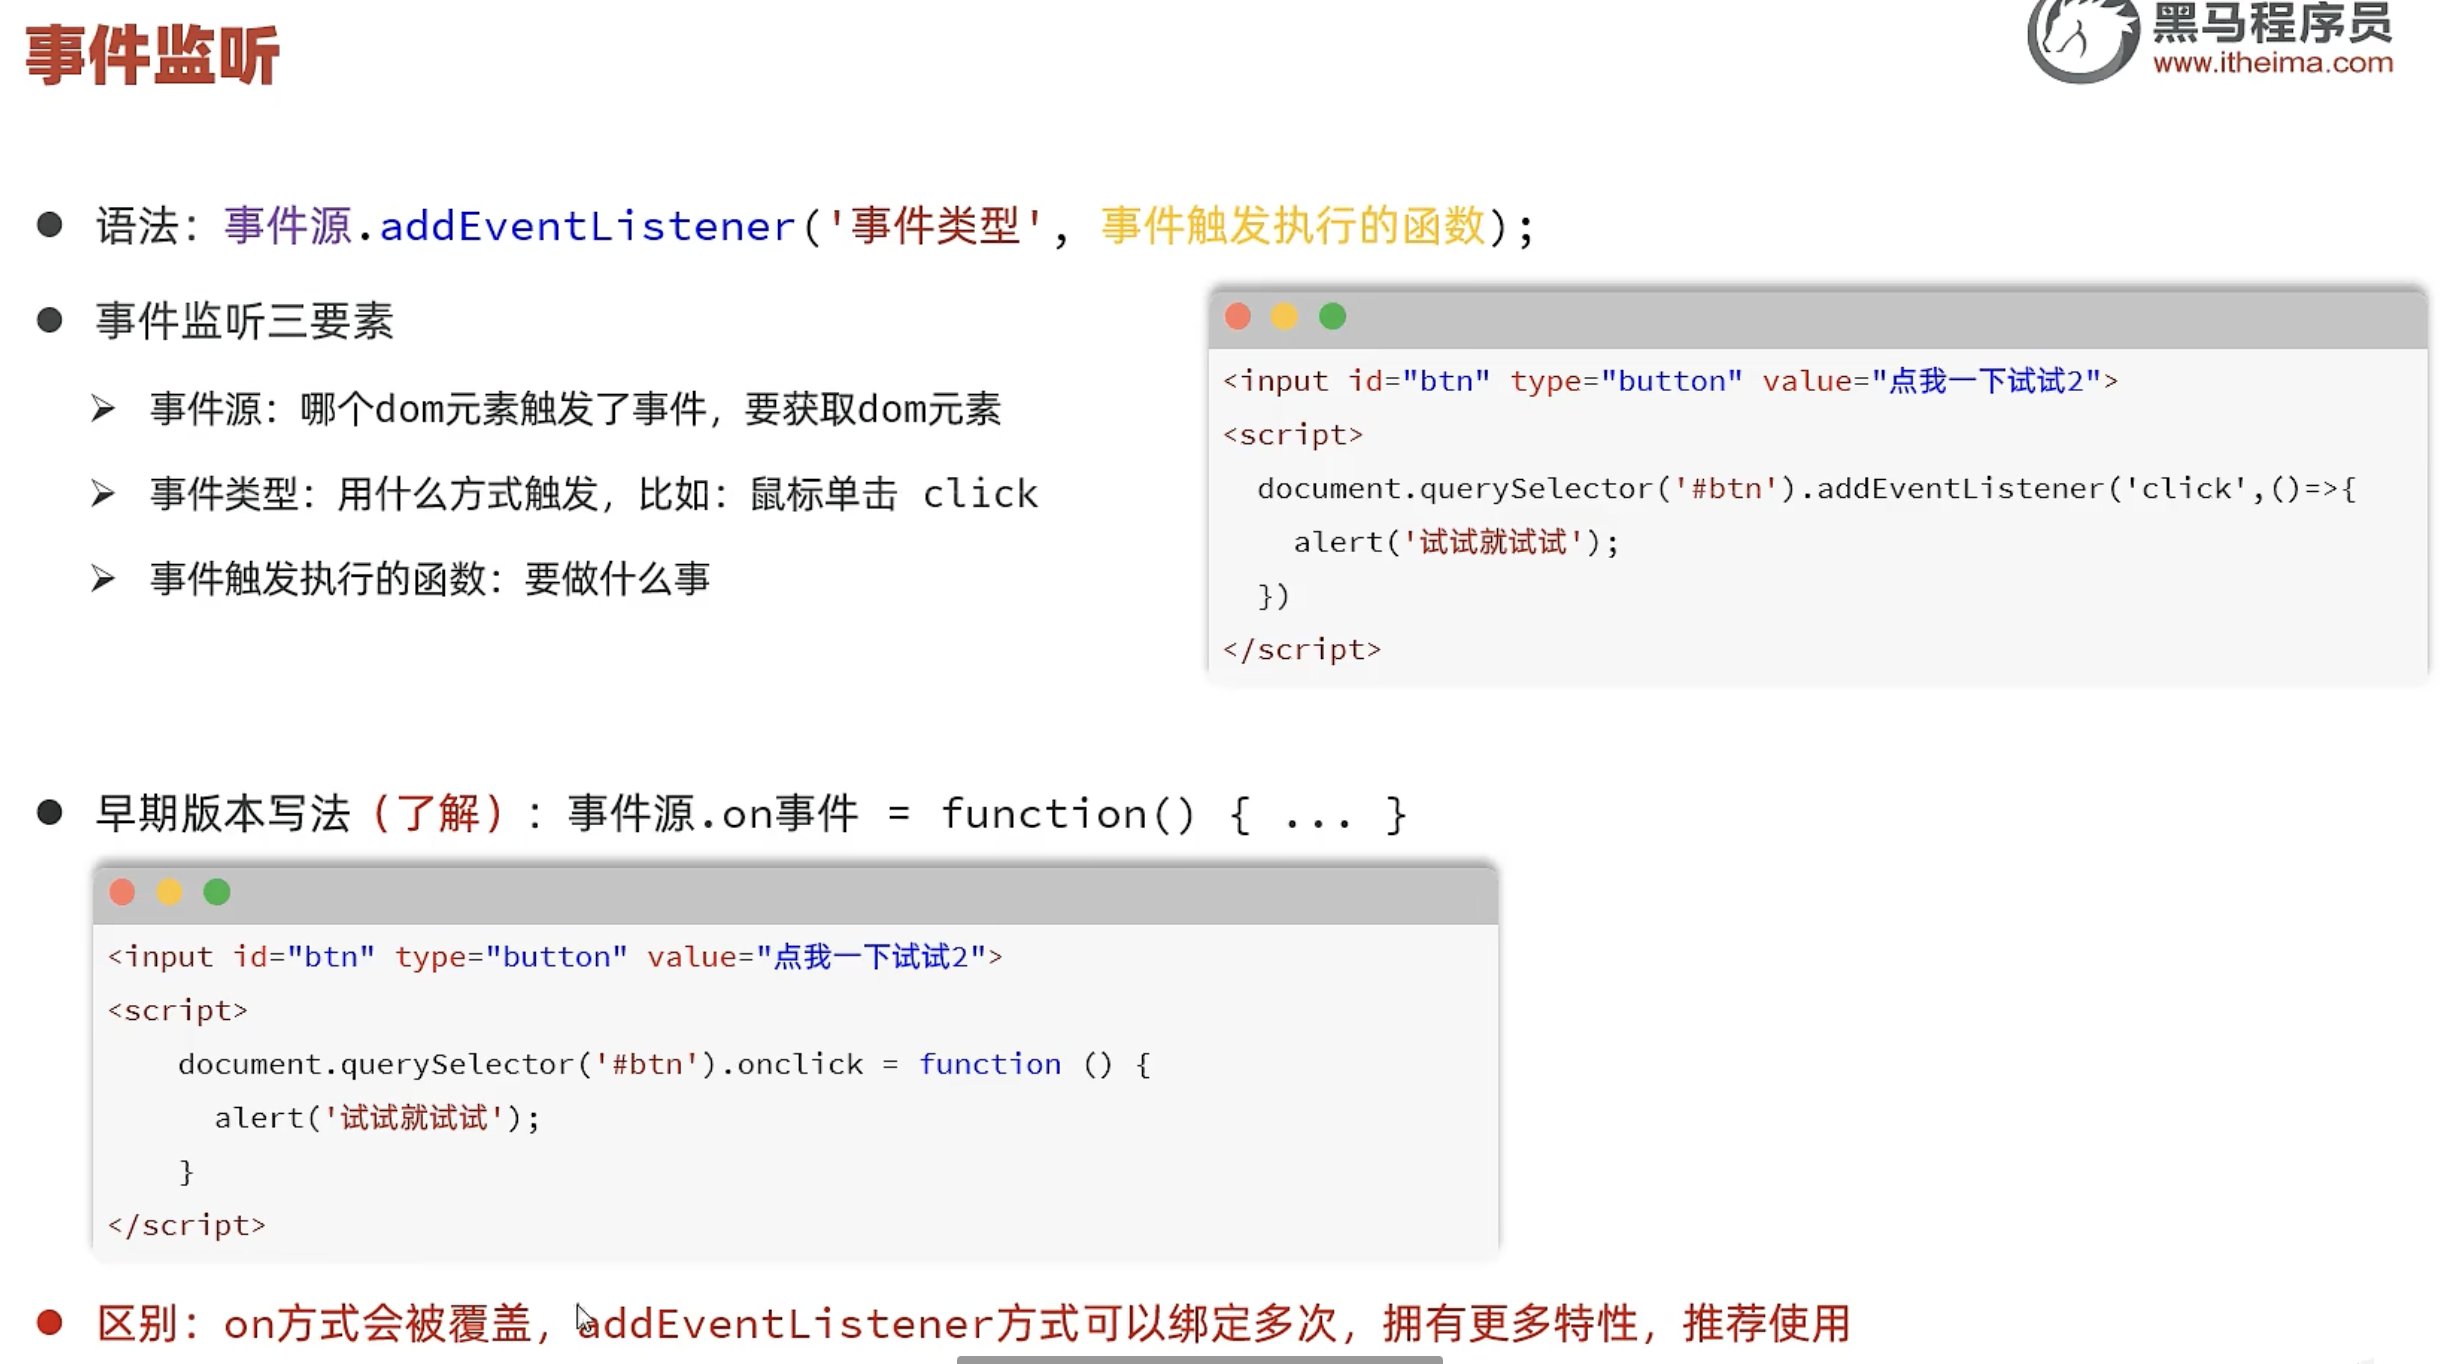 事件监听
黑马程序员
www.itheima.com
语法：事件源.addEventListener('事件类型', 事件触发执行的函数);
事件监听三要素
事件源：哪个dom元素触发了事件，要获取dom元素
事件类型：用什么方式触发，比如：鼠标单击 click
事件触发执行的函数：要做什么事
<input id="btn" type="button" value="点我一下试试2">
<script>
document.querySelector('#btn').addEventListener('click',()=>{
alert('试试就试试');
})
</script>
早期版本写法（了解）：事件源.on事件 = function() { ... }
<input id="btn" type="button" value="点我一下试试2">
<script>
document.querySelector('#btn').onclick = function () {
alert('试试就试试');
}
</script>
区别：on方式会被覆盖，addEventListener方式可以绑定多次，拥有更多特性，推荐使用